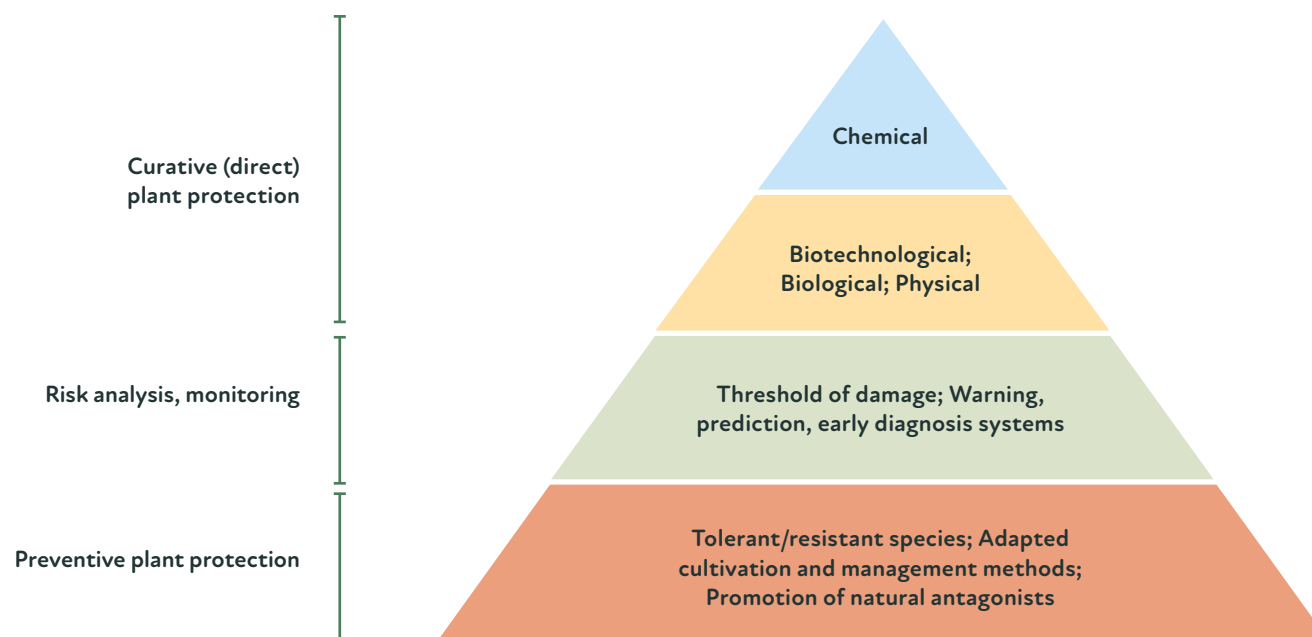 Chemical
Curative (direct)
plant protection
Biotechnological;
Biological; Physical
Risk analysis, monitoring
Threshold of damage; Warning,
prediction, early diagnosis systems
Preventive plant protection
Tolerant/resistant species; Adapted
cultivation and management methods;
Promotion of natural antagonists